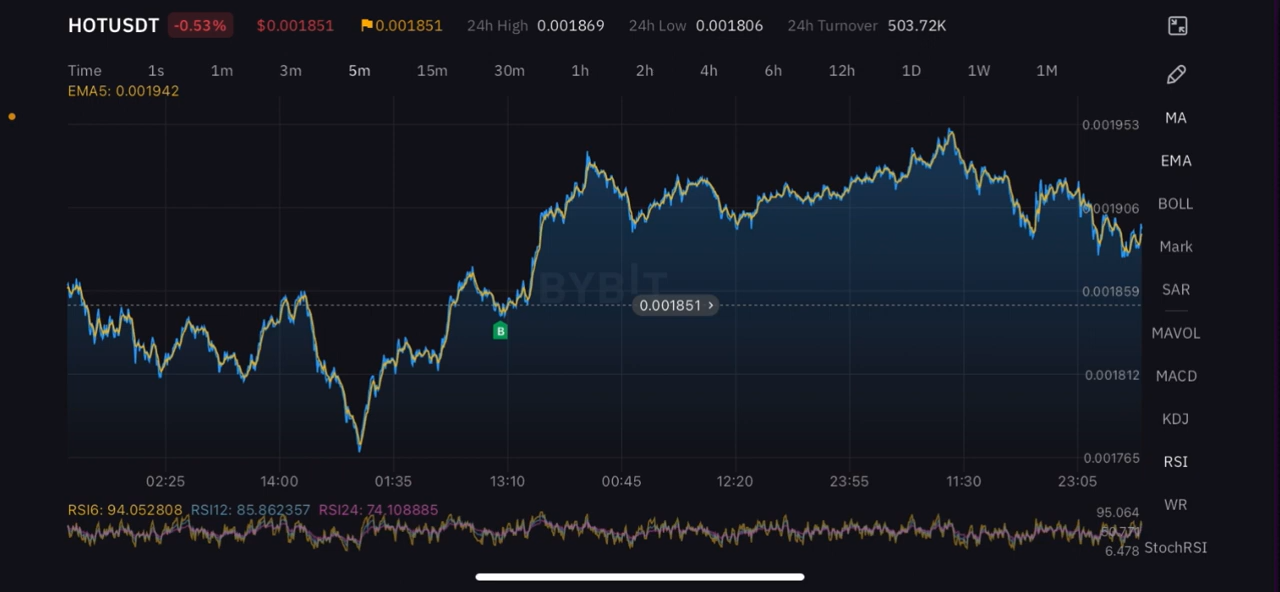 HOTUSDT -0.53% $0.001851 0.001851 24h High 0.001869 24h Low 0.001806 24h Turnover 503.72K
Time 1s 1m 3m 5m 15m 30m 1h 2h 4h 6h 12h 1D 1W 1M
EMA5: 0.001942
MA
0.001953
EMA
BOLL
0.001906
Mark
BYBIT
SAR
0.001859
0.001851 ›
B
MAVOL
0.001812
MACD
KDJ
0.001765
RSI
02:25 14:00 01:35 13:10 00:45 12:20 23:55 11:30 23:05
WR
RSI6: 94.052808 RSI12: 85.862357 RSI24: 74.108885
95.064
6.478
StochRSI